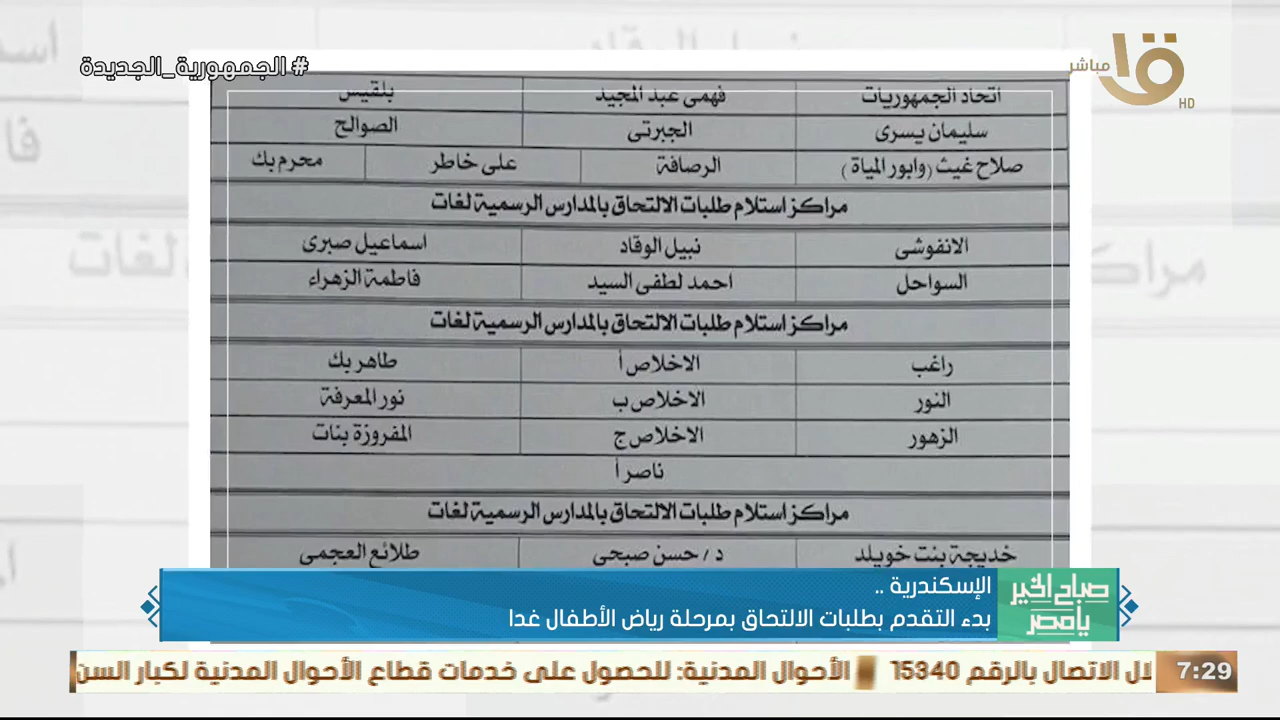 #الجمهورية_الجديدة
مباشر
HD
اتحاد الجمهوريات فهمى عبد المجيد بلقيس
سليمان يسرى الجبرتى الصوالح
صلاح غيث (وابور المياة) الرصافة على خاطر محرم بك
مراكز استلام طلبات الالتحاق بالمدارس الرسمية لغات
الانفوشى نبيل الوقاد اسماعيل صبرى
السواحل احمد لطفى السيد فاطمة الزهراء
مراكز استلام طلبات الالتحاق بالمدارس الرسمية لغات
راغب الاخلاص أ طاهر بك
النور الاخلاص ب نور المعرفة
الزهور الاخلاص ج المفروزة بنات
ناصر أ
مراكز استلام طلبات الالتحاق بالمدارس الرسمية لغات
خديجة بنت خويلد د/ حسن صبحى طلائع العجمى
صباح الخير يا مصر
الإسكندرية ..
بدء التقدم بطلبات الالتحاق بمرحلة رياض الأطفال غدا
7:29 لال الاتصال بالرقم 15340 الأحوال المدنية: للحصول على خدمات قطاع الأحوال المدنية لكبار السن